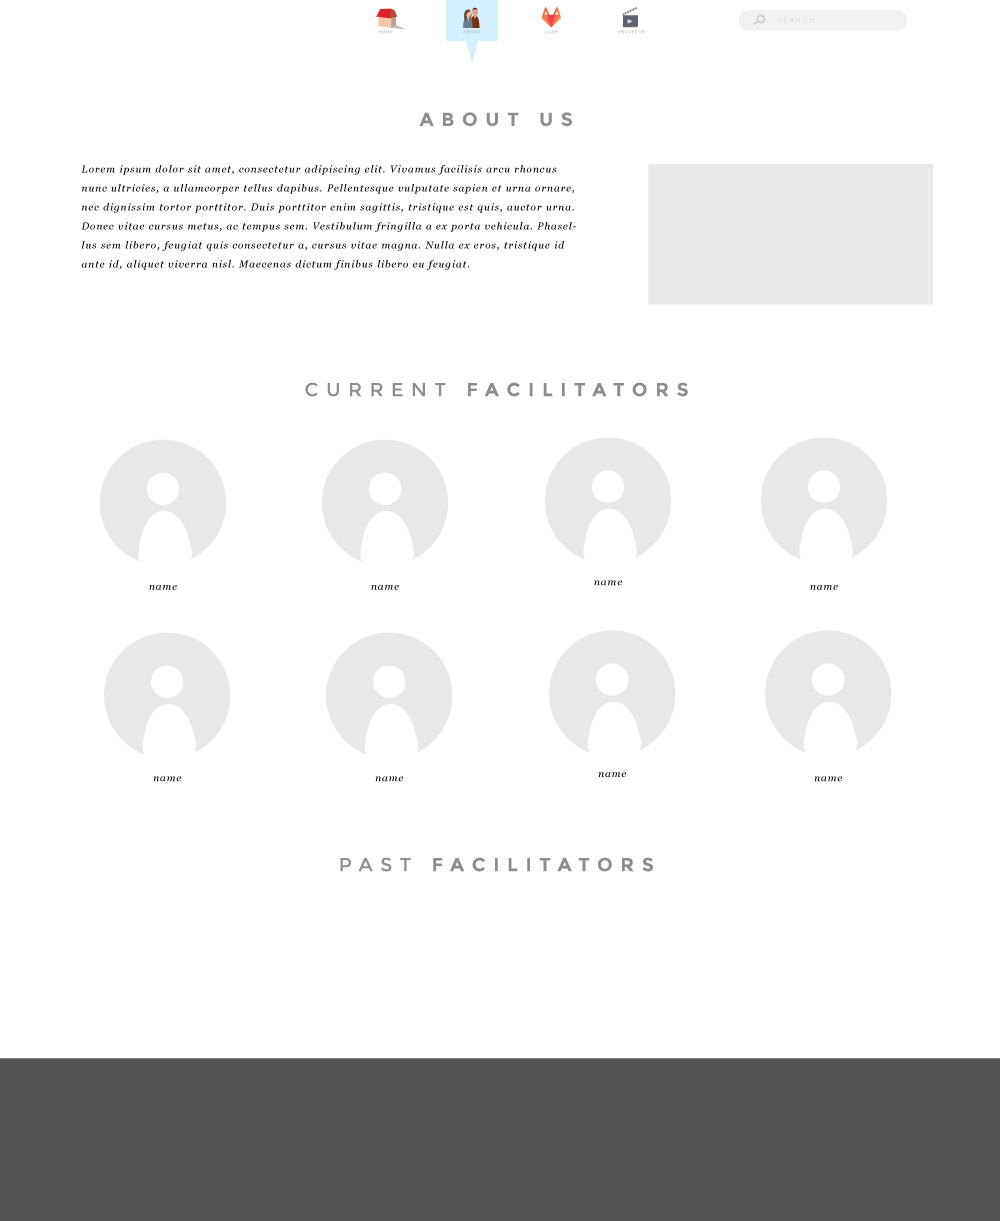 HOME
ABOUT
LABS
PROJECTS
SEARCH
ABOUT US
Lorem ipsum dolor sit amet, consectetur adipiscing elit. Vivamus facilisis arcu rhoncus
nunc ultricies, a ullamcorper tellus dapibus. Pellentesque vulputate sapien et urna ornare,
nec dignissim tortor porttitor. Duis porttitor enim sagittis, tristique est quis, auctor urna.
Donec vitae cursus metus, ac tempus sem. Vestibulum fringilla a ex porta vehicula. Phasel-
lus sem libero, feugiat quis consectetur a, cursus vitae magna. Nulla ex eros, tristique id
ante id, aliquet viverra nisl. Maecenas dictum finibus libero eu feugiat.
CURRENT FACILITATORS
name
name
name
name
name
name
name
name
PAST FACILITATORS